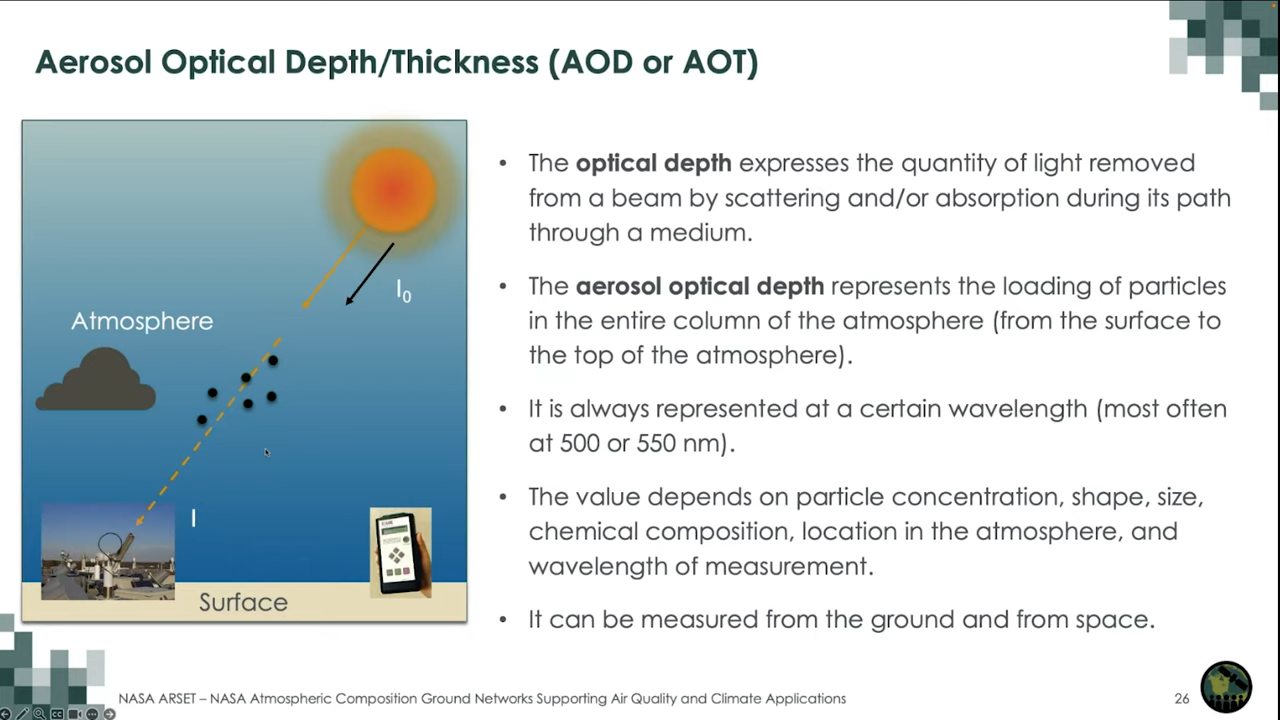 Aerosol Optical Depth/Thickness (AOD or AOT)
I0
Atmosphere
I
Surface
• The optical depth expresses the quantity of light removed
from a beam by scattering and/or absorption during its path
through a medium.
• The aerosol optical depth represents the loading of particles
in the entire column of the atmosphere (from the surface to
the top of the atmosphere).
• It is always represented at a certain wavelength (most often
at 500 or 550 nm).
• The value depends on particle concentration, shape, size,
chemical composition, location in the atmosphere, and
wavelength of measurement.
• It can be measured from the ground and from space.
NASA ARSET – NASA Atmospheric Composition Ground Networks Supporting Air Quality and Climate Applications
26